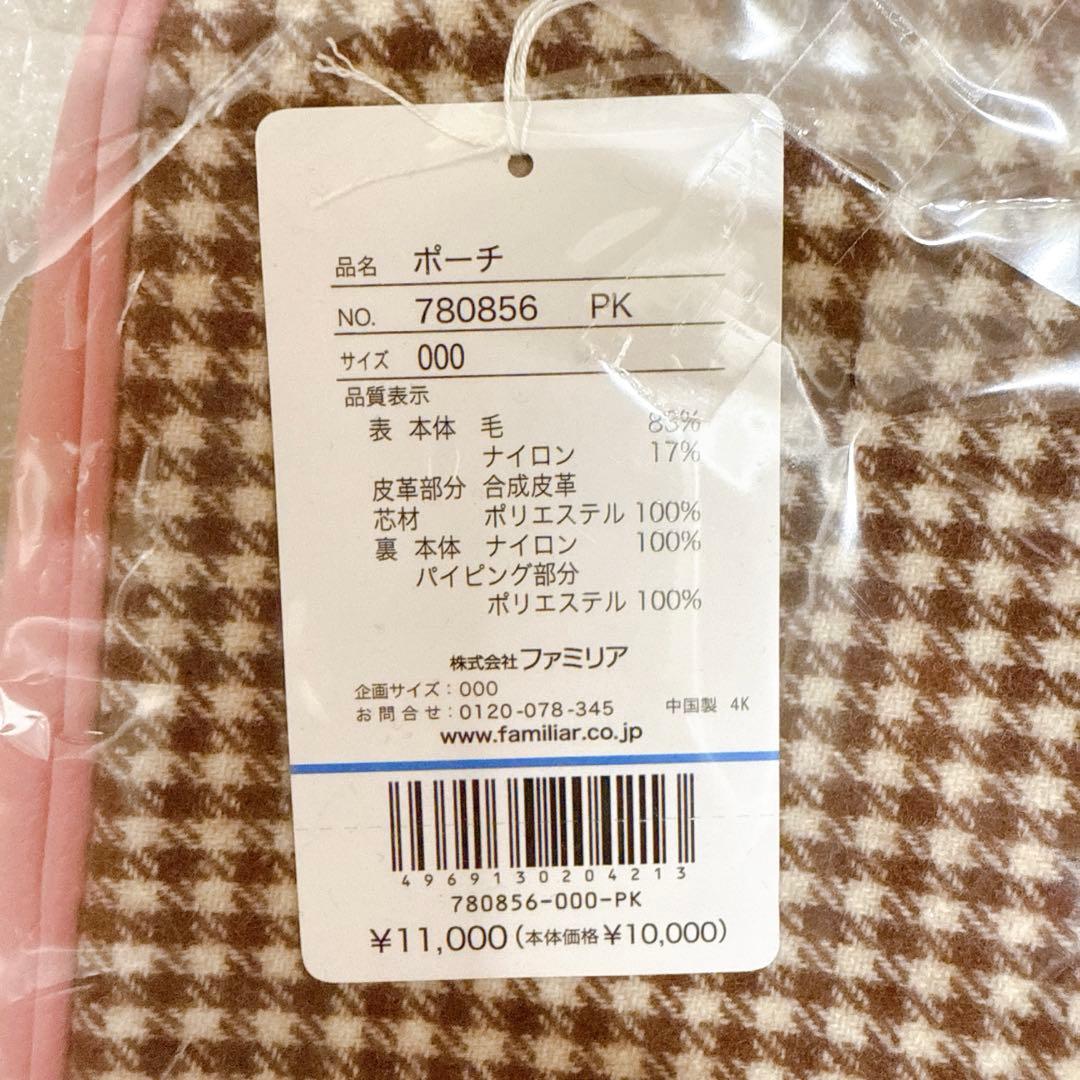 品名 ポーチ
NO. 780856 PK
サイズ 000
品質表示
表 本体 毛 83%
ナイロン 17%
皮革部分 合成皮革
芯材 ポリエステル 100%
裏 本体 ナイロン 100%
パイピング部分
ポリエステル 100%
株式会社ファミリア
企画サイズ：000
お問合せ：0120-078-345 中国製 4K
www.familiar.co.jp
4969130204213
780856-000-PK
¥11,000(本体価格¥10,000)